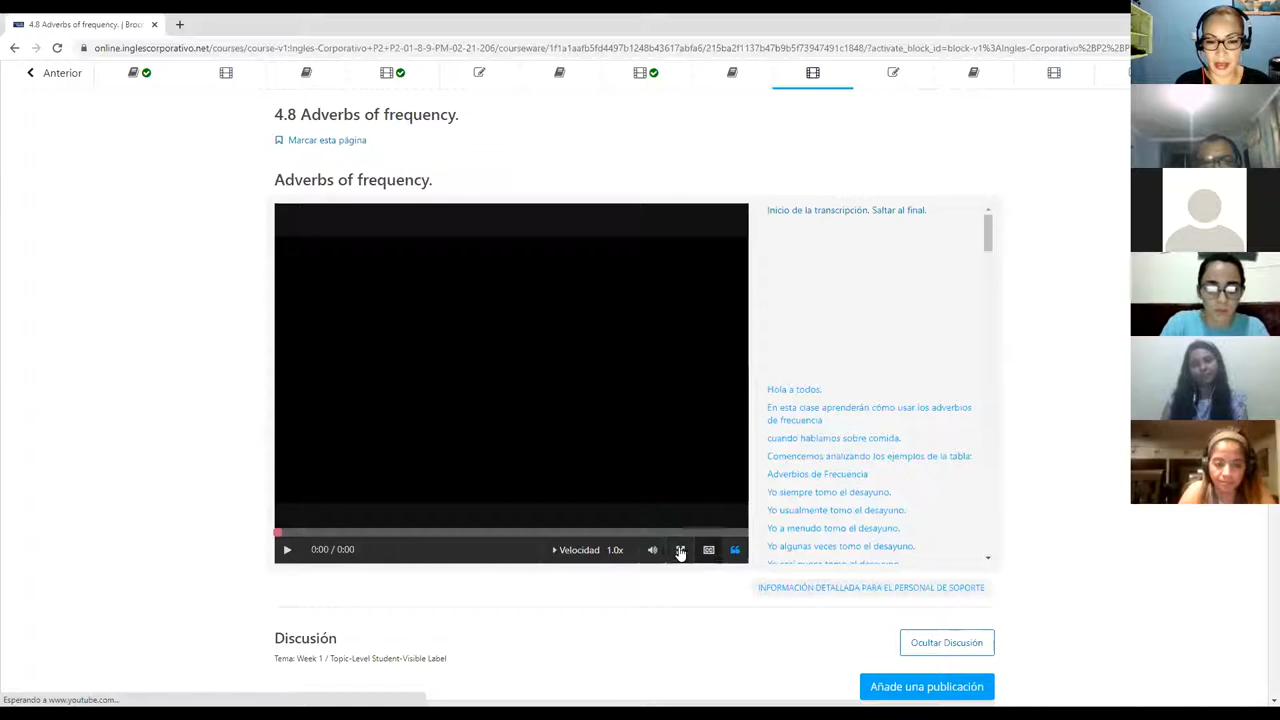 4.8 Adverbs of frequency. | Broc
online.inglescorporativo.net/courses/course-v1:Ingles-Corporativo+P2+P2-01-8-9-PM-02-21-206/courseware/1f1a1aafb5fd4497b1248b43617abfa6/215ba2f1137b47b9b5f73947491c1848/?activate_block_id=block-v1%3AIngles-Corporativo%2BP2%2BP
Anterior
4.8 Adverbs of frequency.
Marcar esta página
Adverbs of frequency.
Inicio de la transcripción. Saltar al final.
Hola a todos.
En esta clase aprenderán cómo usar los adverbios
de frecuencia
cuando hablamos sobre comida.
Comencemos analizando los ejemplos de la tabla:
Adverbios de Frecuencia
Yo siempre tomo el desayuno.
Yo usualmente tomo el desayuno.
Yo a menudo tomo el desayuno.
Yo algunas veces tomo el desayuno.
Yo casi nunca tomo el desayuno.
0:00 / 0:00
Velocidad 1.0x
INFORMACIÓN DETALLADA PARA EL PERSONAL DE SOPORTE
Discusión
Ocultar Discusión
Tema: Week 1 / Topic-Level Student-Visible Label
Añade una publicación
Esperando a www.youtube.com...